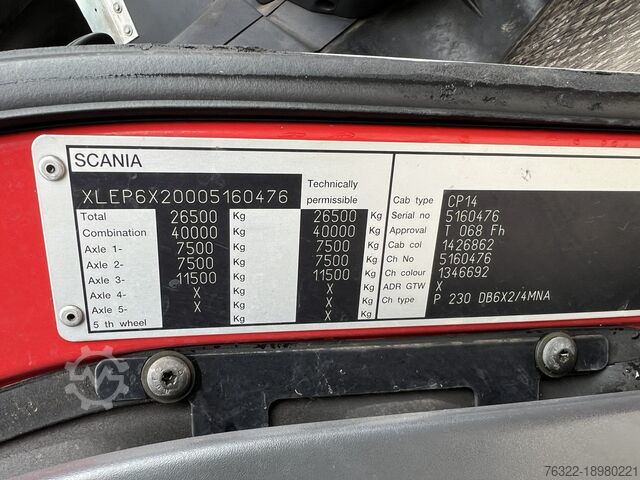 SCANIA
XLEP6X20005160476 Technically permissible
Total 26500 Kg 26500 Kg
Combination 40000 Kg 40000 Kg
Axle 1- 7500 Kg 7500 Kg
Axle 2- 7500 Kg 7500 Kg
Axle 3- 11500 Kg 11500 Kg
Axle 4- X Kg X Kg
Axle 5- X Kg X Kg
5 th wheel X Kg X Kg
Cab type CP14
Serial no 5160476
Approval T 068 Fh
Cab col 1426862
Ch No 5160476
Ch colour 1346692
ADR GTW X
Ch type P 230 DB6X2/4MNA
76322-18980221